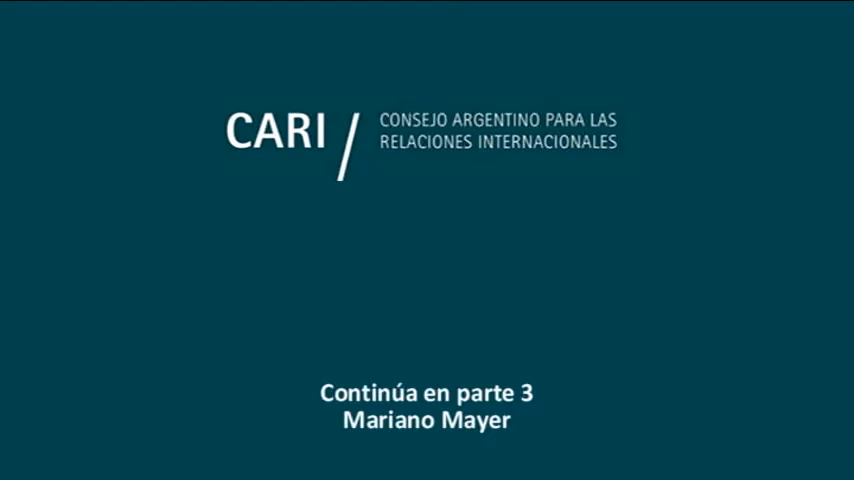 CARI /
CONSEJO ARGENTINO PARA LAS
RELACIONES INTERNACIONALES
Continúa en parte 3
Mariano Mayer